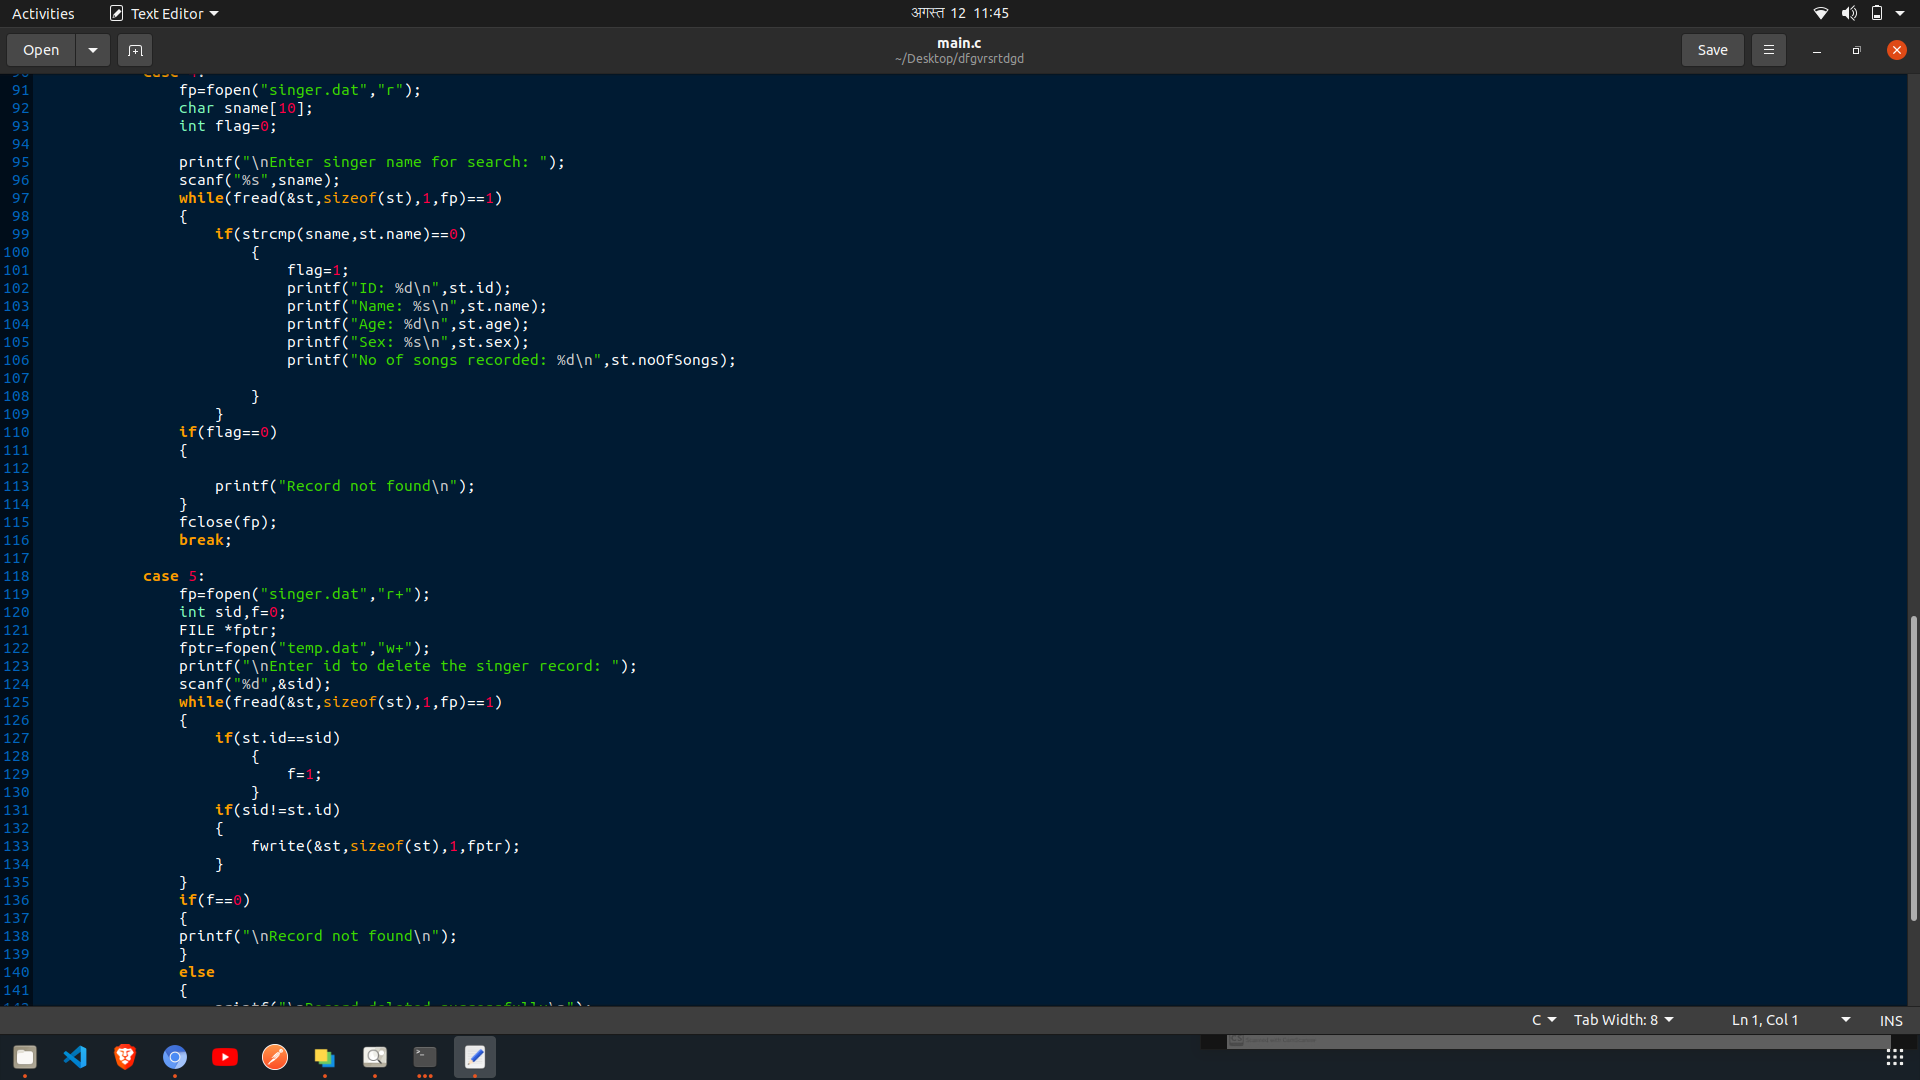 Activities
Text Editor
अगस्त 12 11:45
Open
main.c
~/Desktop/dfgvrsrtdgd
Save
91 fp=fopen("singer.dat","r");
92 char sname[10];
93 int flag=0;
94
95 printf("\nEnter singer name for search: ");
96 scanf("%s",sname);
97 while(fread(&st,sizeof(st),1,fp)==1)
98 {
99 if(strcmp(sname,st.name)==0)
100 {
101 flag=1;
102 printf("ID: %d\n",st.id);
103 printf("Name: %s\n",st.name);
104 printf("Age: %d\n",st.age);
105 printf("Sex: %s\n",st.sex);
106 printf("No of songs recorded: %d\n",st.noOfSongs);
107
108 }
109 }
110 if(flag==0)
111 {
112
113 printf("Record not found\n");
114 }
115 fclose(fp);
116 break;
117
118 case 5:
119 fp=fopen("singer.dat","r+");
120 int sid,f=0;
121 FILE *fptr;
122 fptr=fopen("temp.dat","w+");
123 printf("\nEnter id to delete the singer record: ");
124 scanf("%d",&sid);
125 while(fread(&st,sizeof(st),1,fp)==1)
126 {
127 if(st.id==sid)
128 {
129 f=1;
130 }
131 if(sid!=st.id)
132 {
133 fwrite(&st,sizeof(st),1,fptr);
134 }
135 }
136 if(f==0)
137 {
138 printf("\nRecord not found\n");
139 }
140 else
141 {
C
Tab Width: 8
Ln 1, Col 1
INS